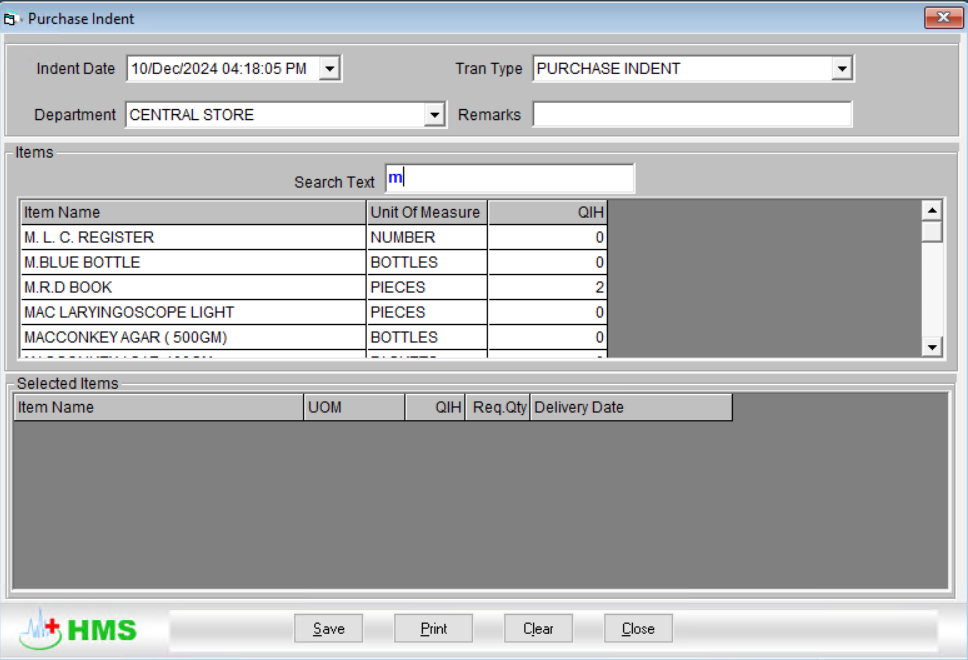 Purchase Indent
Indent Date 10/Dec/2024 04:18:05 PM Tran Type PURCHASE INDENT
Department CENTRAL STORE Remarks
Items
Search Text m
Item Name Unit Of Measure QIH
M. L. C. REGISTER NUMBER 0
M.BLUE BOTTLE BOTTLES 0
M.R.D BOOK PIECES 2
MAC LARYINGOSCOPE LIGHT PIECES 0
MACCONKEY AGAR ( 500GM) BOTTLES 0
Selected Items
Item Name UOM QIH Req.Qty Delivery Date
HMS Save Print Clear Close